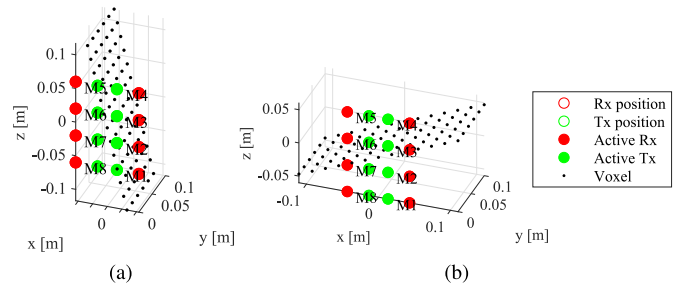 0.1
0.05
0
-0.05
-0.1
z [m]
M5
M4
M6
M3
M7
M2
M8
0
x [m]
0
0.05
0.1
y [m]
(a)
0.05
0
-0.05
z [m]
M5
M4
M6
M3
M7
M2
M8
M1
-0.1
0
0.1
x [m]
0
0.05
0.1
y [m]
(b)
Rx position
Tx position
Active Rx
Active Tx
Voxel